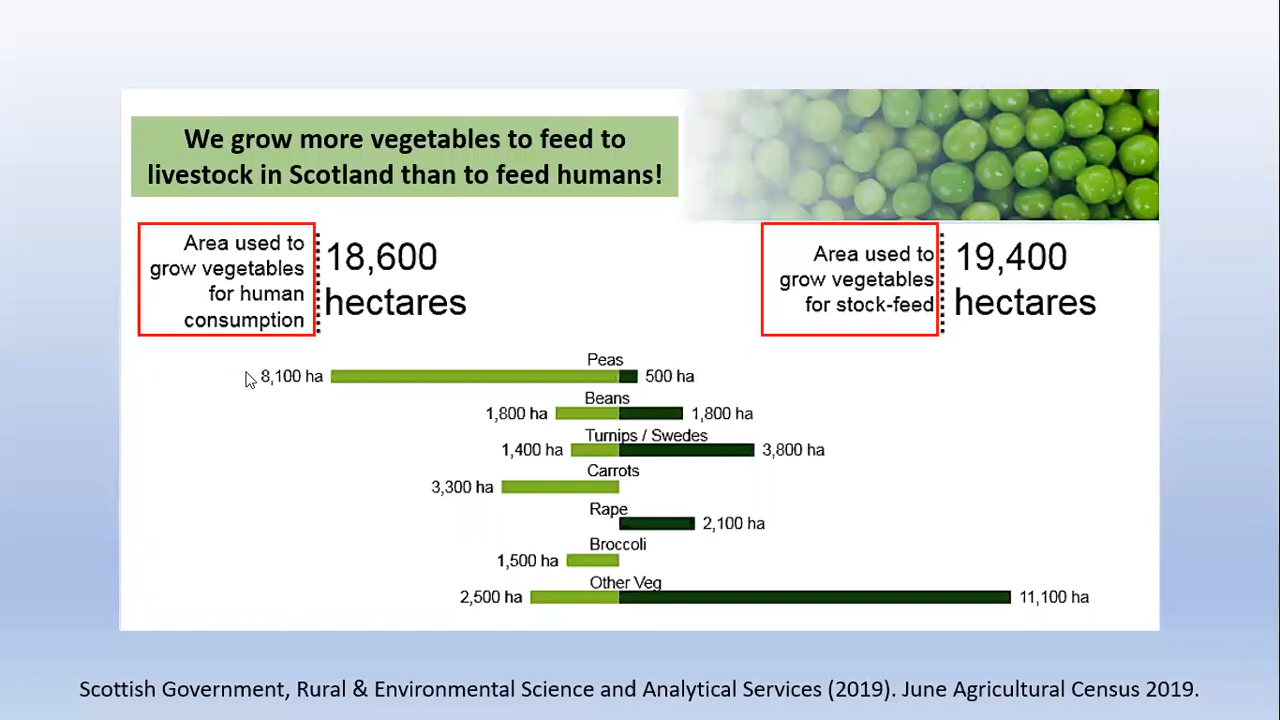 We grow more vegetables to feed to
livestock in Scotland than to feed humans!
Area used to
grow vegetables
for human
consumption
18,600
hectares
Area used to
grow vegetables
for stock-feed
19,400
hectares
Peas
8,100 ha 500 ha
Beans
1,800 ha 1,800 ha
Turnips / Swedes
1,400 ha 3,800 ha
Carrots
3,300 ha
Rape
2,100 ha
Broccoli
1,500 ha
Other Veg
2,500 ha 11,100 ha
Scottish Government, Rural & Environmental Science and Analytical Services (2019). June Agricultural Census 2019.